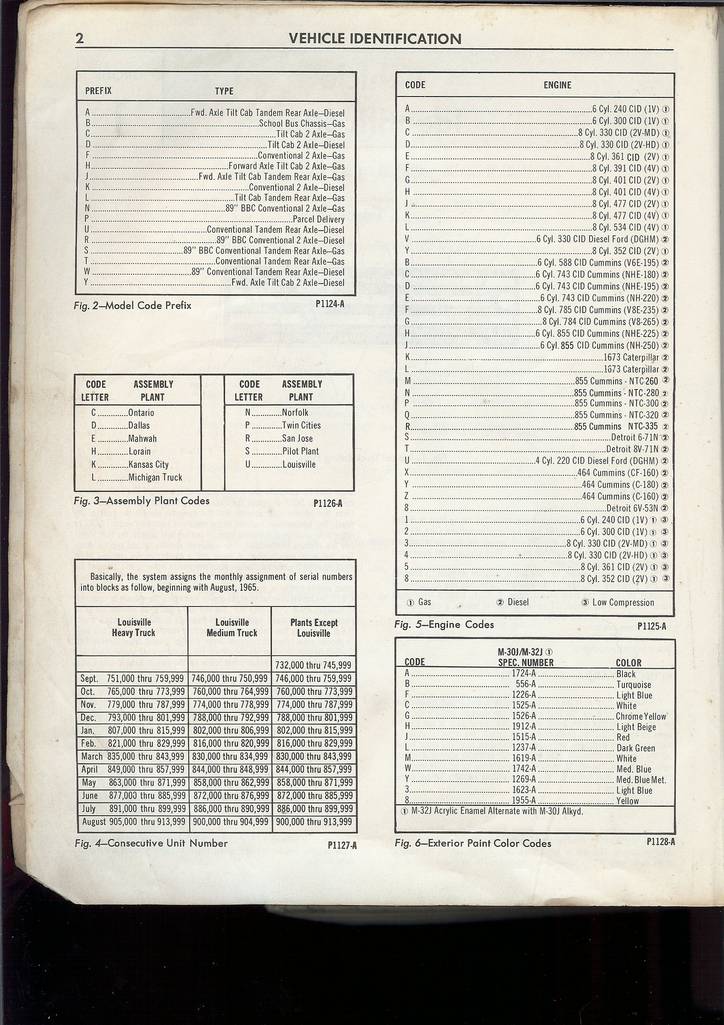 2
VEHICLE IDENTIFICATION
PREFIX TYPE
A Fwd. Axle Tilt Cab Tandem Rear Axle—Diesel
B School Bus Chassis—Gas
C Tilt Cab 2 Axle—Gas
D Tilt Cab 2 Axle—Diesel
F Conventional 2 Axle—Gas
H Forward Axle Tilt Cab 2 Axle—Gas
J Fwd. Axle Tilt Cab Tandem Rear Axle—Gas
K Conventional 2 Axle—Diesel
L Tilt Cab Tandem Rear Axle—Gas
N 89" BBC Conventional 2 Axle—Gas
P Parcel Delivery
U Conventional Tandem Rear Axle—Diesel
R 89" BBC Conventional 2 Axle—Diesel
S 89" BBC Conventional Tandem Rear Axle—Gas
T Conventional Tandem Rear Axle—Gas
W 89" Conventional Tandem Rear Axle—Diesel
Y Fwd. Axle Tilt Cab 2 Axle—Diesel
Fig. 2—Model Code Prefix P1124-A
CODE ASSEMBLY CODE ASSEMBLY
LETTER PLANT LETTER PLANT
C Ontario N Norfolk
D Dallas P Twin Cities
E Mahwah R San Jose
H Lorain S Pilot Plant
K Kansas City U Louisville
L Michigan Truck
Fig. 3—Assembly Plant Codes P1126-A
Basically, the system assigns the monthly assignment of serial numbers
into blocks as follow, beginning with August, 1965.
Louisville Louisville Plants Except
Heavy Truck Medium Truck Louisville
732,000 thru 745,999
Sept. 751,000 thru 759,999 746,000 thru 750,999 746,000 thru 759,999
Oct. 765,000 thru 773,999 760,000 thru 764,999 760,000 thru 773,999
Nov. 779,000 thru 787,999 774,000 thru 778,999 774,000 thru 787,999
Dec. 793,000 thru 801,999 788,000 thru 792,999 788,000 thru 801,999
Jan. 807,000 thru 815,999 802,000 thru 806,999 802,000 thru 815,999
Feb. 821,000 thru 829,999 816,000 thru 820,999 816,000 thru 829,999
March 835,000 thru 843,999 830,000 thru 834,999 830,000 thru 843,999
April 849,000 thru 857,999 844,000 thru 848,999 844,000 thru 857,999
May 863,000 thru 871,999 858,000 thru 862,999 858,000 thru 871,999
June 877,000 thru 885,999 872,000 thru 876,999 872,000 thru 885,999
July 891,000 thru 899,999 886,000 thru 890,999 886,000 thru 899,999
August 905,000 thru 913,999 900,000 thru 904,999 900,000 thru 913,999
Fig. 4—Consecutive Unit Number P1127-A
CODE ENGINE
A 6 Cyl. 240 CID (1V) ①
B 6 Cyl. 300 CID (1V) ①
C 8 Cyl. 330 CID (2V-MD) ①
D 8 Cyl. 330 CID (2V-HD) ①
E 8 Cyl. 361 CID (2V) ①
F 8 Cyl. 391 CID (4V) ①
G 8 Cyl. 401 CID (2V) ①
H 8 Cyl. 401 CID (4V) ①
J 8 Cyl. 477 CID (2V) ①
K 8 Cyl. 477 CID (4V) ①
L 8 Cyl. 534 CID (4V) ①
V 6 Cyl. 330 CID Diesel Ford (DGHM) ②
Y 8 Cyl. 352 CID (2V) ①
B 6 Cyl. 588 CID Cummins (V6E-195) ②
C 6 Cyl. 743 CID Cummins (NHE-180) ②
D 6 Cyl. 743 CID Cummins (NHE-195) ②
E 6 Cyl. 743 CID Cummins (NH-220) ②
F 8 Cyl. 785 CID Cummins (V8E-235) ②
G 8 Cyl. 784 CID Cummins (V8-265) ②
H 6 Cyl. 855 CID Cummins (NHE-225) ②
J 6 Cyl. 855 CID Cummins (NH-250) ②
K 1673 Caterpillar ②
L 1673 Caterpillar ②
M 855 Cummins - NTC-260 ②
N 855 Cummins - NTC-280 ②
P 855 Cummins - NTC-300 ②
Q 855 Cummins - NTC-320 ②
R 855 Cummins NTC-335 ②
S Detroit 6-71N ②
T Detroit 8V-71N ②
U 4 Cyl. 220 CID Diesel Ford (DGHM) ②
X 464 Cummins (CF-160) ②
Y 464 Cummins (C-180) ②
Z 464 Cummins (C-160) ②
8 Detroit 6V-53N ②
1 6 Cyl. 240 CID (1V) ① ③
2 6 Cyl. 300 CID (1V) ① ③
3 8 Cyl. 330 CID (2V-MD) ① ③
4 8 Cyl. 330 CID (2V-HD) ① ③
5 8 Cyl. 361 CID (2V) ① ③
8 8 Cyl. 352 CID (2V) ① ③
① Gas ② Diesel ③ Low Compression
Fig. 5—Engine Codes P1125-A
M-30J/M-32J ①
CODE SPEC. NUMBER COLOR
A 1724-A Black
B 556-A Turquoise
F 1226-A Light Blue
C 1525-A White
G 1526-A Chrome Yellow
H 1912-A Light Beige
J 1515-A Red
L 1237-A Dark Green
M 1619-A White
W 1742-A Med. Blue
Y 1269-A Med. Blue Met.
3 1623-A Light Blue
8 1955-A Yellow
① M-32J Acrylic Enamel Alternate with M-30J Alkyd.
Fig. 6—Exterior Paint Color Codes P1128-A